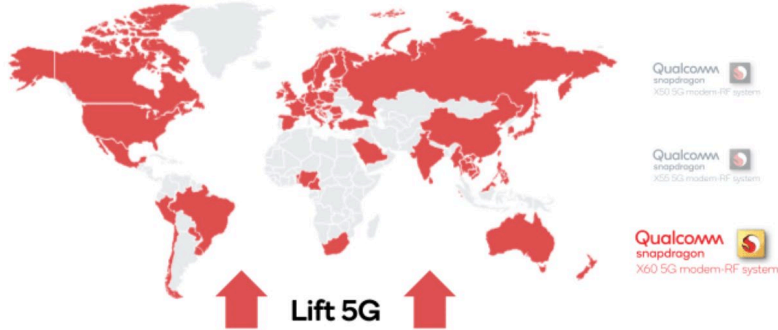 Qualcomm
snapdragon
X50 5G modem-RF system
Qualcomm
snapdragon
X55 5G modem-RF system
Qualcomm
snapdragon
X60 5G modem-RF system
Lift 5G